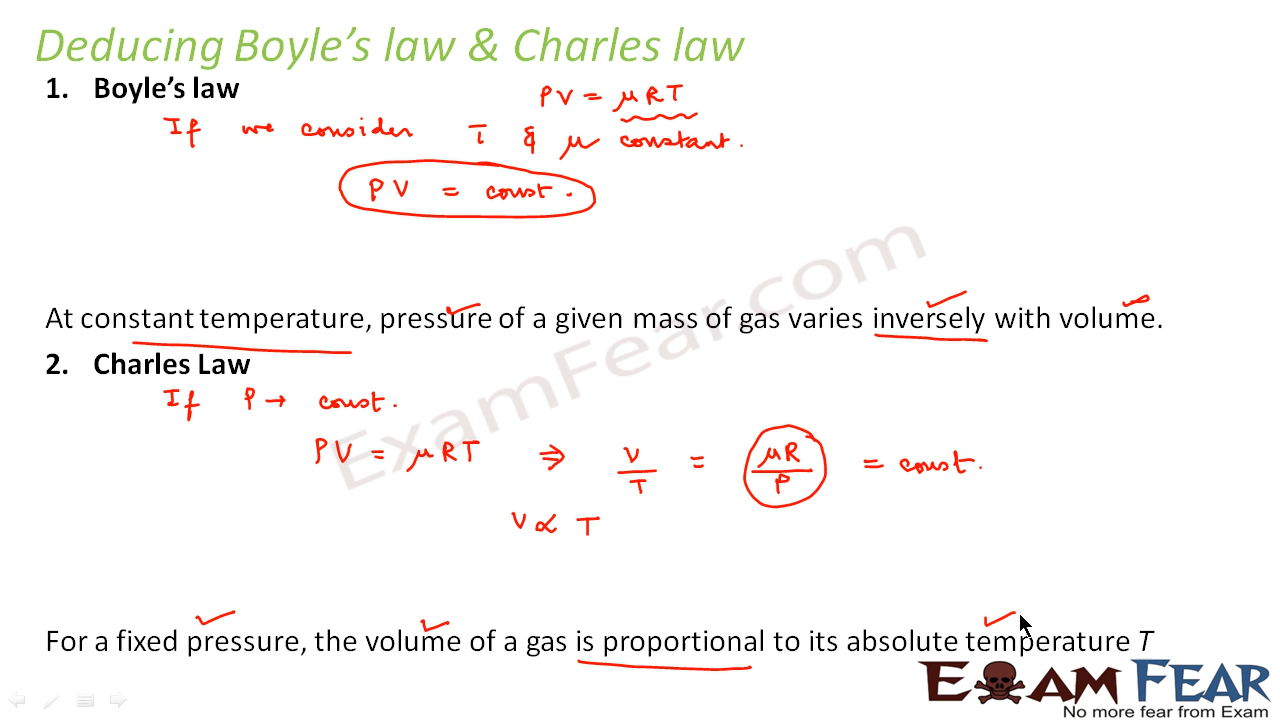 Deducing Boyle's law & Charles law
1. Boyle's law
PV = μRT
If we consider T & μ constant.
PV = const.
At constant temperature, pressure of a given mass of gas varies inversely with volume.
2. Charles Law
If P → const.
PV = μRT ⇒ V/T = μR/P = const.
V ∝ T
For a fixed pressure, the volume of a gas is proportional to its absolute temperature T
ExamFear.com
EXAM FEAR
No more fear from Exam